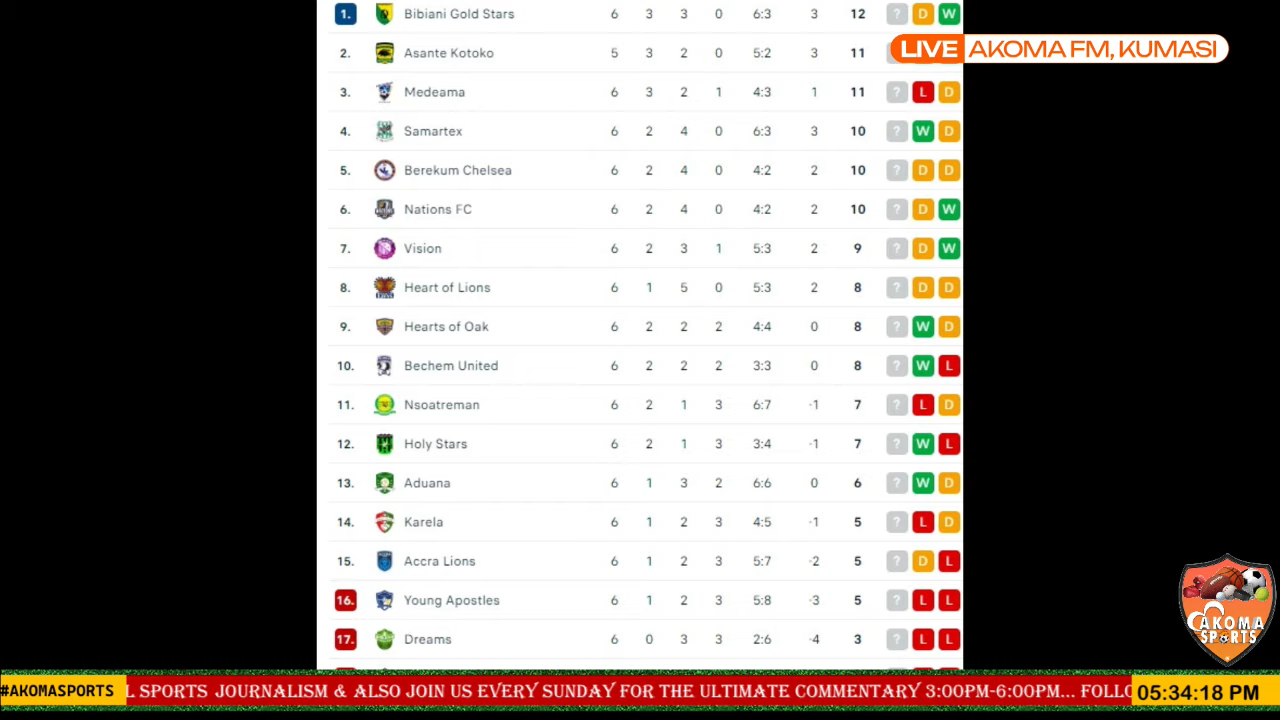 1. Bibiani Gold Stars 6 3 3 0 6:3 3 12 ? D W
LIVE AKOMA FM, KUMASI
2. Asante Kotoko 5 3 2 0 5:2 3 11
3. Medeama 6 3 2 1 4:3 1 11 ? L D
4. Samartex 6 2 4 0 6:3 3 10 ? W D
5. Berekum Chelsea 6 2 4 0 4:2 2 10 ? D D
6. Nations FC 6 2 4 0 4:2 2 10 ? D W
7. Vision 6 2 3 1 5:3 2 9 ? D W
8. Heart of Lions 6 1 5 0 5:3 2 8 ? D D
9. Hearts of Oak 6 2 2 2 4:4 0 8 ? W D
10. Bechem United 6 2 2 2 3:3 0 8 ? W L
11. Nsoatreman 6 2 1 3 6:7 -1 7 ? L D
12. Holy Stars 6 2 1 3 3:4 -1 7 ? W L
13. Aduana 6 1 3 2 6:6 0 6 ? W D
14. Karela 6 1 2 3 4:5 -1 5 ? L D
15. Accra Lions 6 1 2 3 5:7 -2 5 ? D L
16. Young Apostles 6 1 2 3 5:8 -3 5 ? L L
17. Dreams 6 0 3 3 2:6 -4 3 ? L L
AKOMA
SPORTS
#AKOMASPORTS L SPORTS JOURNALISM & ALSO JOIN US EVERY SUNDAY FOR THE ULTIMATE COMMENTARY 3:00PM-6:00PM... FOLLO 05:34:18 PM